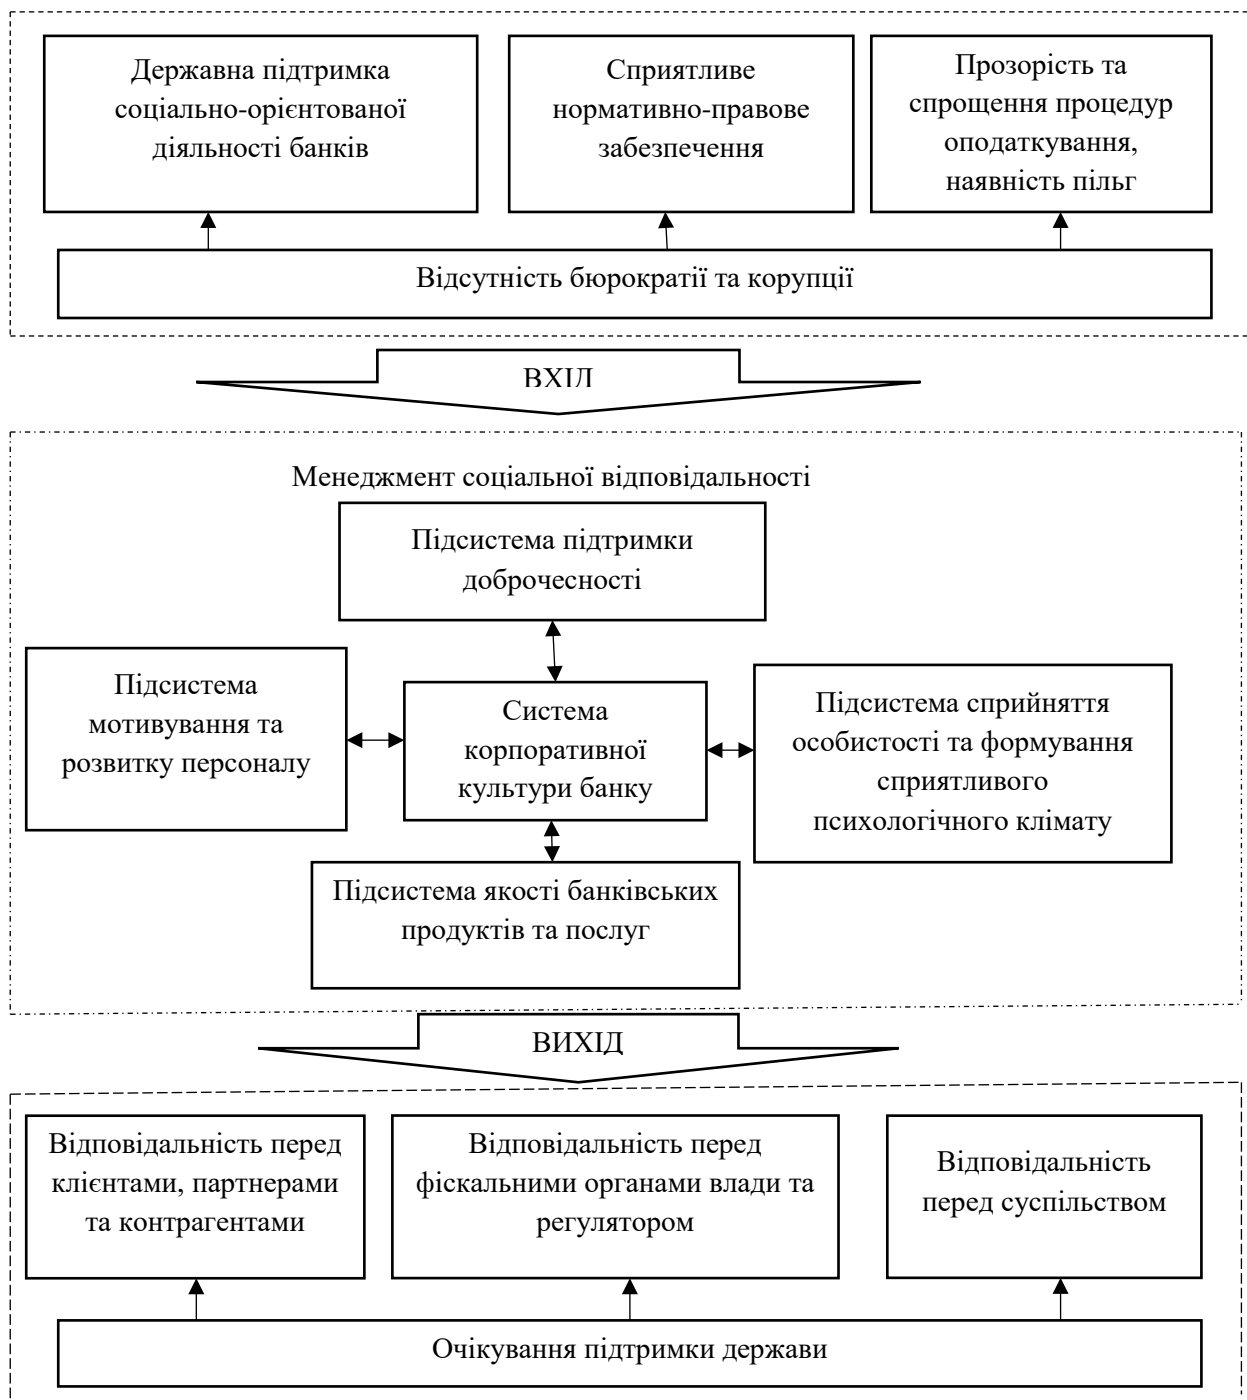 Державна підтримка
соціально-орієнтованої
діяльності банків
Сприятливе
нормативно-правове
забезпечення
Прозорість та
спрощення процедур
оподаткування,
наявність пільг
Відсутність бюрократії та корупції
ВХІД
Менеджмент соціальної відповідальності
Підсистема підтримки
доброчесності
Підсистема
мотивування та
розвитку персоналу
Система
корпоративної
культури банку
Підсистема сприйняття
особистості та формування
сприятливого
психологічного клімату
Підсистема якості банківських
продуктів та послуг
ВИХІД
Відповідальність перед
клієнтами, партнерами
та контрагентами
Відповідальність перед
фіскальними органами влади та
регулятором
Відповідальність
перед суспільством
Очікування підтримки держави